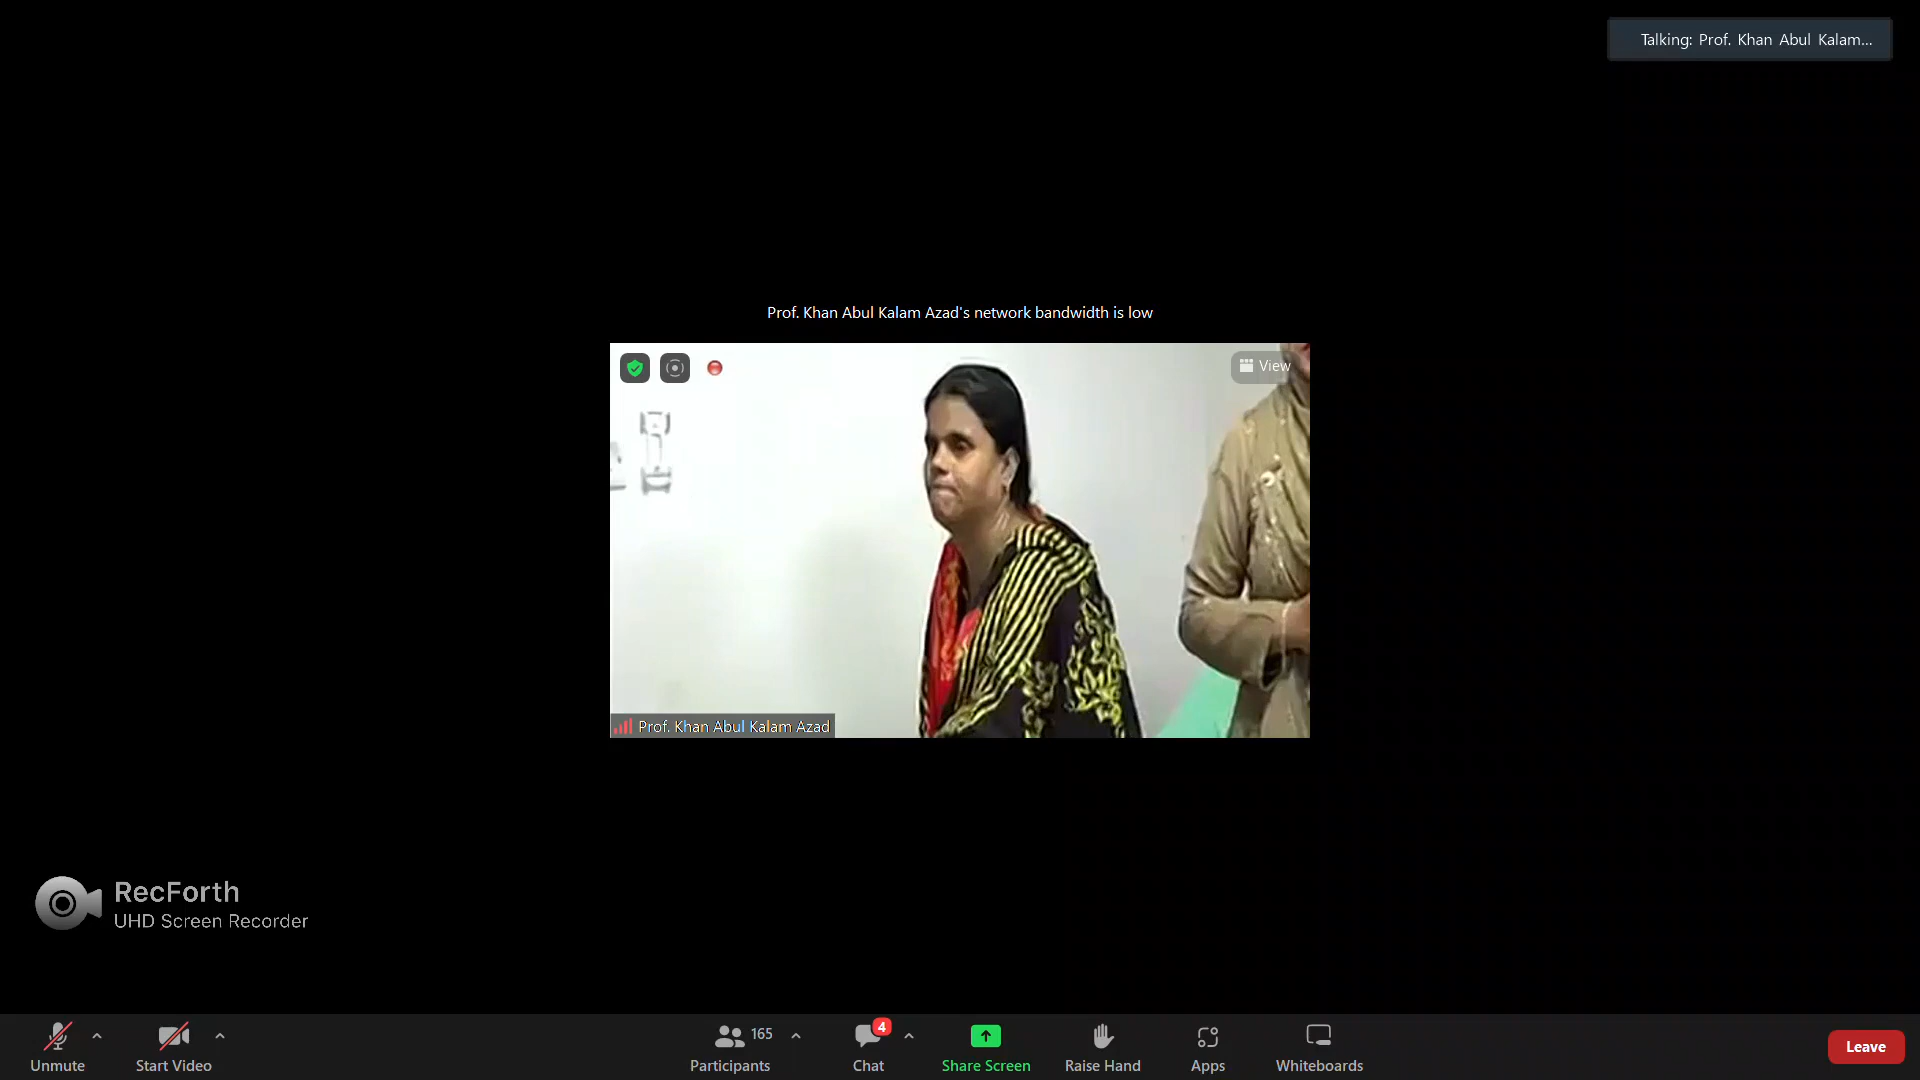 Talking: Prof. Khan Abul Kalam...
Prof. Khan Abul Kalam Azad's network bandwidth is low
View
Prof. Khan Abul Kalam Azad
RecForth
UHD Screen Recorder
Unmute
Start Video
165
Participants
4
Chat
Share Screen
Raise Hand
Apps
Whiteboards
Leave